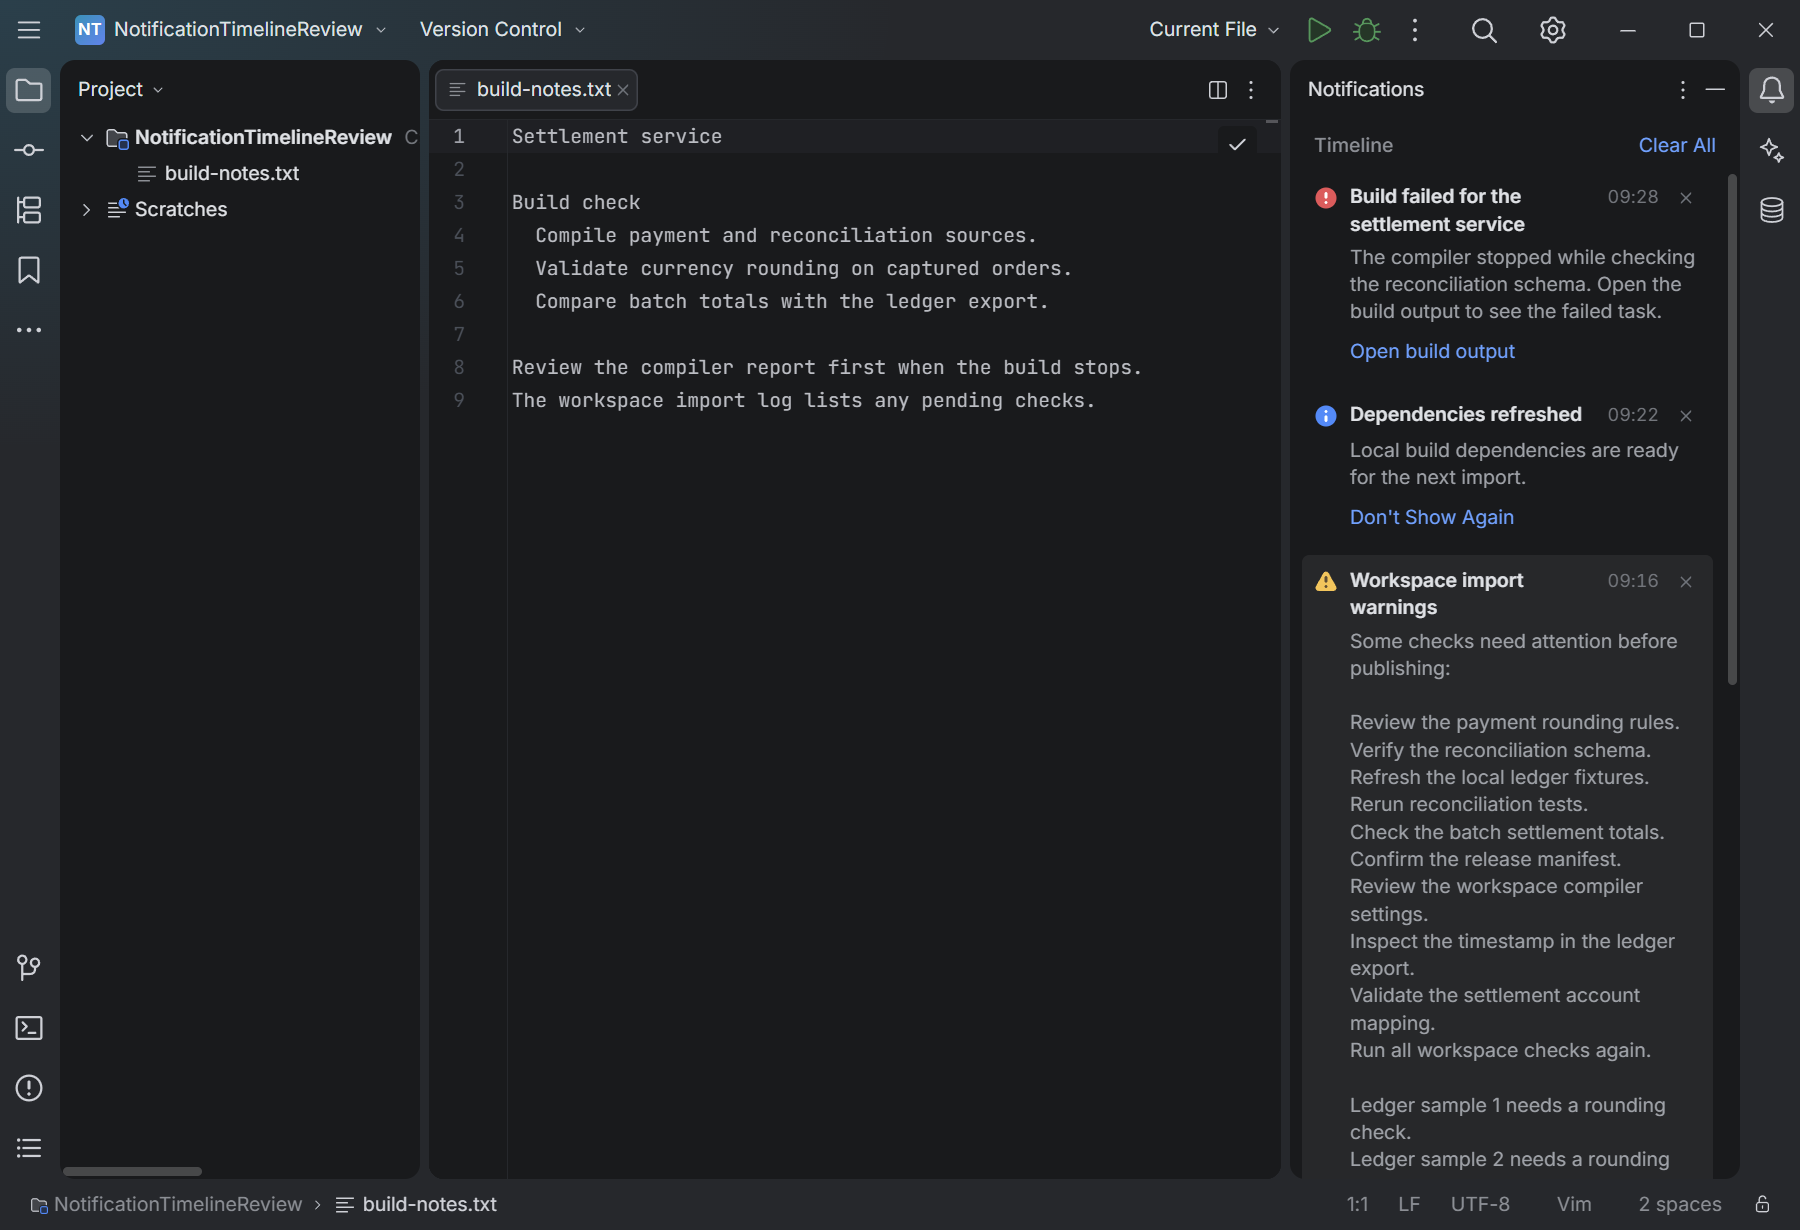 NT NotificationTimelineReview Version Control Current File
Project
NotificationTimelineReview C
build-notes.txt
Scratches
build-notes.txt
1 Settlement service
2
3 Build check
4 Compile payment and reconciliation sources.
5 Validate currency rounding on captured orders.
6 Compare batch totals with the ledger export.
7
8 Review the compiler report first when the build stops.
9 The workspace import log lists any pending checks.
Notifications
Timeline Clear All
Build failed for the 09:28
settlement service
The compiler stopped while checking
the reconciliation schema. Open the
build output to see the failed task.
Open build output
Dependencies refreshed 09:22
Local build dependencies are ready
for the next import.
Don't Show Again
Workspace import 09:16
warnings
Some checks need attention before
publishing:
Review the payment rounding rules.
Verify the reconciliation schema.
Refresh the local ledger fixtures.
Rerun reconciliation tests.
Check the batch settlement totals.
Confirm the release manifest.
Review the workspace compiler
settings.
Inspect the timestamp in the ledger
export.
Validate the settlement account
mapping.
Run all workspace checks again.
Ledger sample 1 needs a rounding
check.
Ledger sample 2 needs a rounding
NotificationTimelineReview › build-notes.txt 1:1 LF UTF-8 Vim 2 spaces